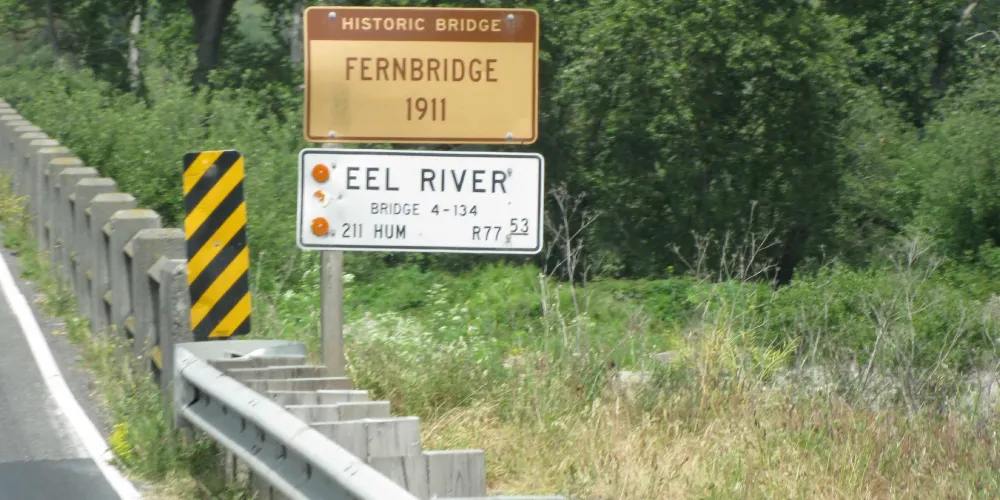 HISTORIC BRIDGE
FERNBRIDGE
1911
EEL RIVER
BRIDGE 4-134
211 HUM R77 53